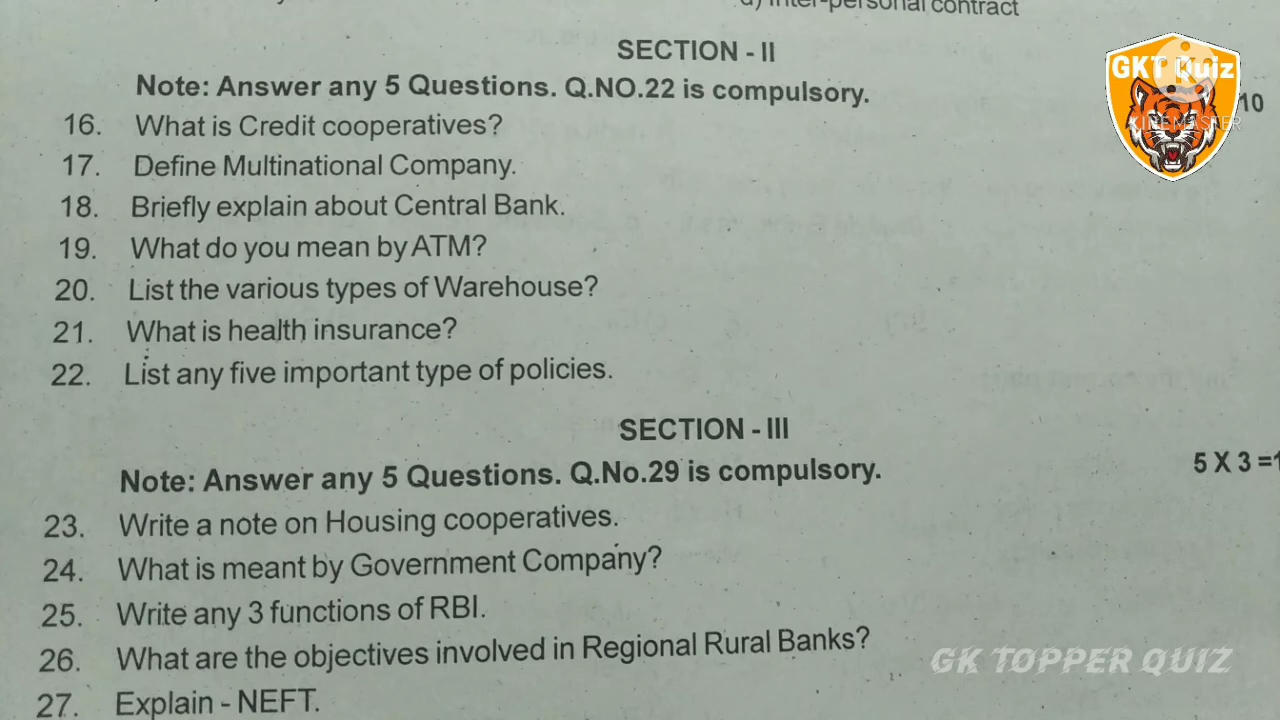 d) Inter-personal contract
SECTION - II
Note: Answer any 5 Questions. Q.NO.22 is compulsory.
10
16. What is Credit cooperatives?
17. Define Multinational Company.
18. Briefly explain about Central Bank.
19. What do you mean by ATM?
20. List the various types of Warehouse?
21. What is health insurance?
22. List any five important type of policies.
SECTION - III
Note: Answer any 5 Questions. Q.No.29 is compulsory.
5 X 3 =1
23. Write a note on Housing cooperatives.
24. What is meant by Government Company?
25. Write any 3 functions of RBI.
26. What are the objectives involved in Regional Rural Banks?
27. Explain - NEFT.
GKT Quiz
KINEMASTER
GK TOPPER QUIZ